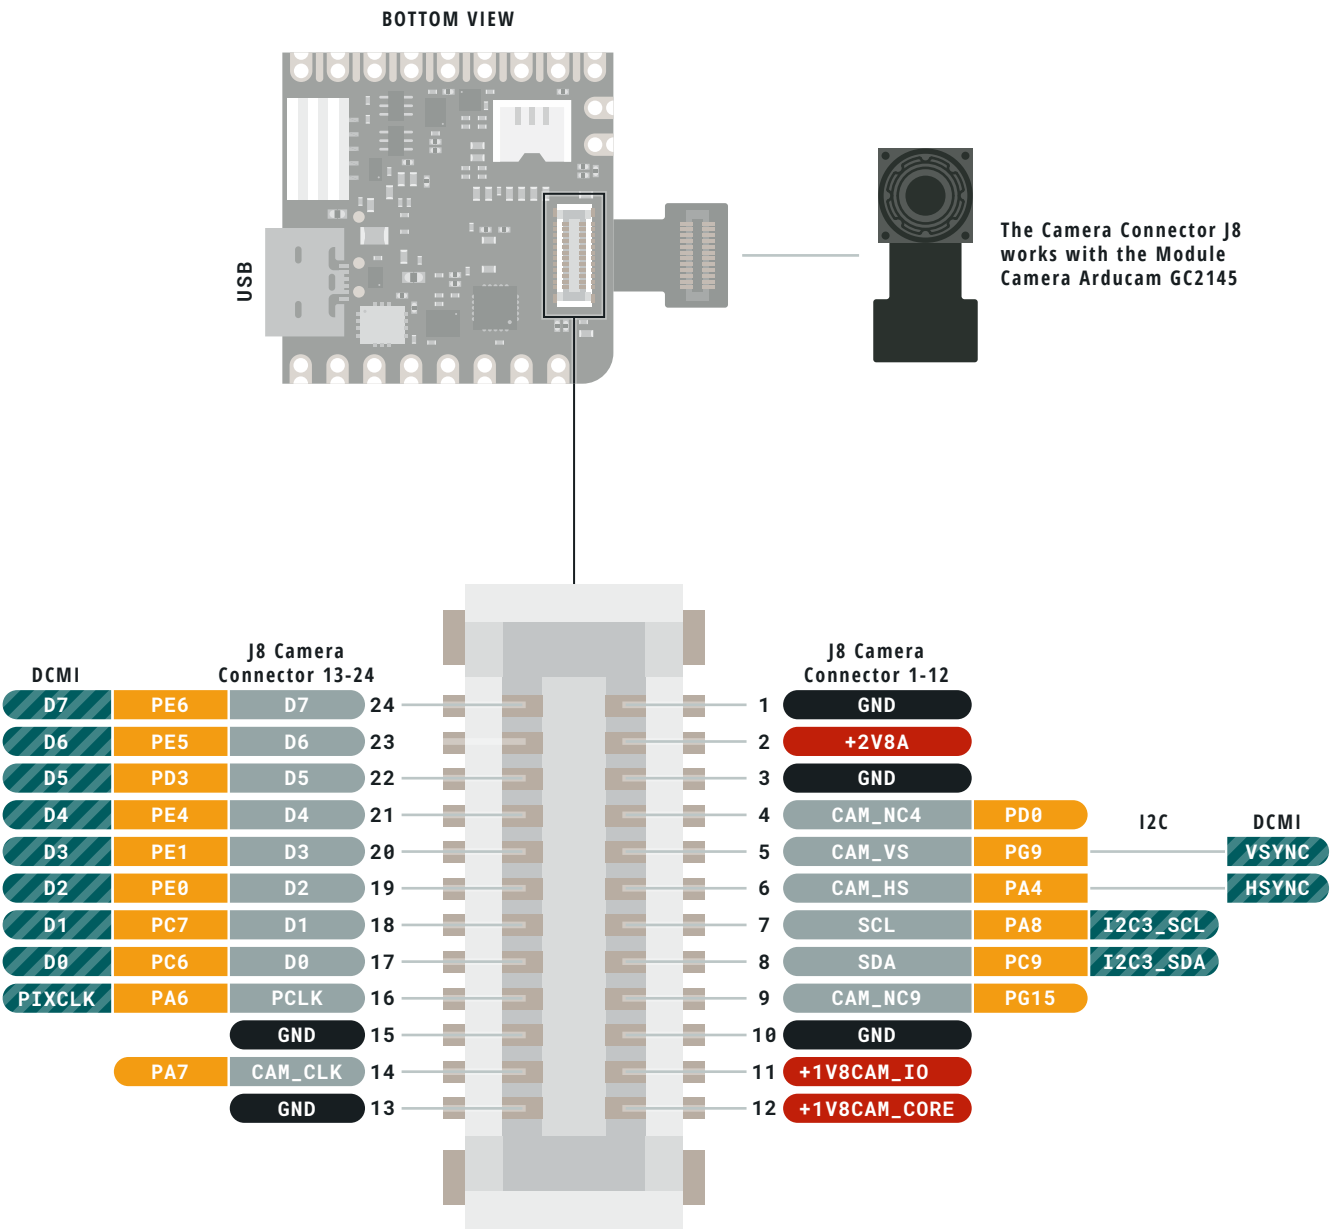 BOTTOM VIEW
USB
The Camera Connector J8
works with the Module
Camera Arducam GC2145
DCMI
J8 Camera
Connector 13-24
D7 PE6 D7 24
D6 PE5 D6 23
D5 PD3 D5 22
D4 PE4 D4 21
D3 PE1 D3 20
D2 PE0 D2 19
D1 PC7 D1 18
D0 PC6 D0 17
PIXCLK PA6 PCLK 16
GND 15
PA7 CAM_CLK 14
GND 13
J8 Camera
Connector 1-12
I2C DCMI
1 GND
2 +2V8A
3 GND
4 CAM_NC4 PD0
5 CAM_VS PG9 VSYNC
6 CAM_HS PA4 HSYNC
7 SCL PA8 I2C3_SCL
8 SDA PC9 I2C3_SDA
9 CAM_NC9 PG15
10 GND
11 +1V8CAM_IO
12 +1V8CAM_CORE